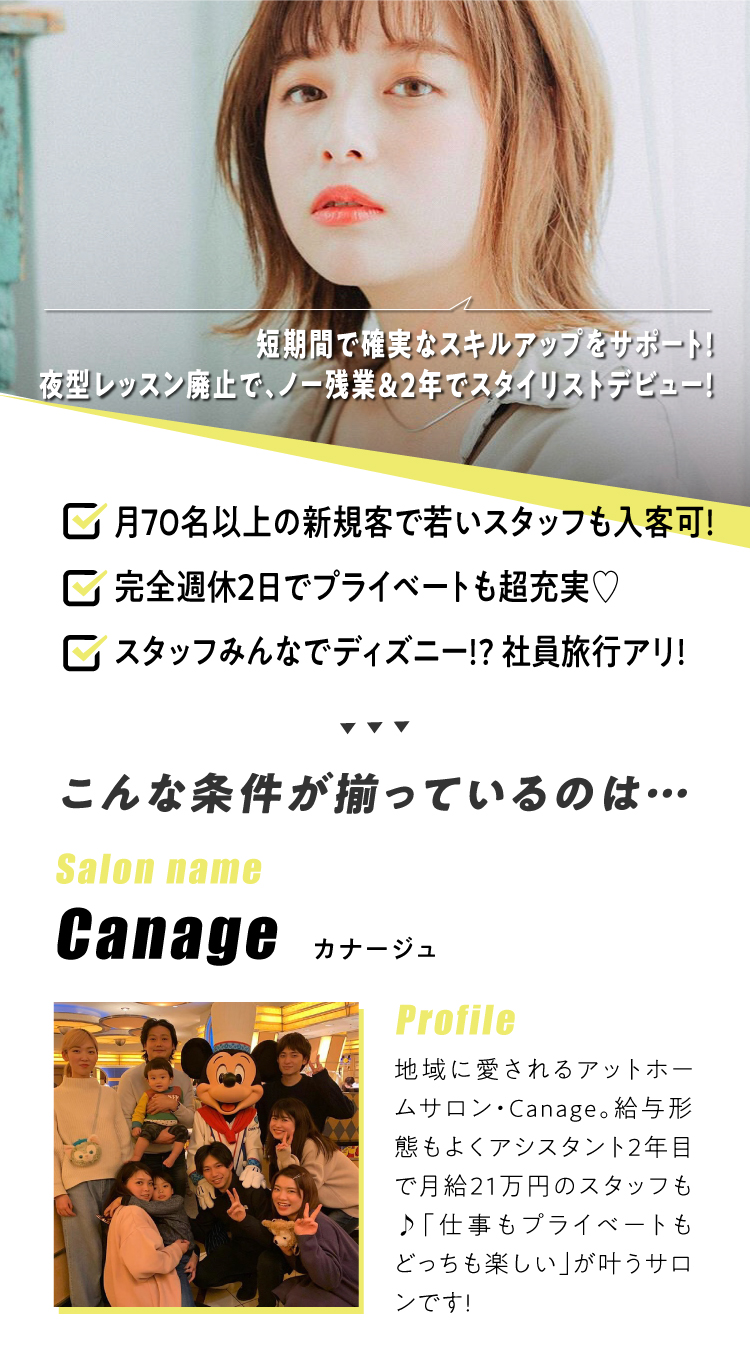 短期間で確実なスキルアップをサポート!
夜型レッスン廃止で、ノー残業&2年でスタイリストデビュー!
月70名以上の新規客で若いスタッフも入客可!
完全週休2日でプライベートも超充実♡
スタッフみんなでディズニー!? 社員旅行アリ!
▼▼▼
こんな条件が揃っているのは…
Salon name
Canage カナージュ
Profile
地域に愛されるアットホー
ムサロン・Canage。給与形
態もよくアシスタント2年目
で月給21万円のスタッフも
♪「仕事もプライベートも
どっちも楽しい」が叶うサロ
ンです!